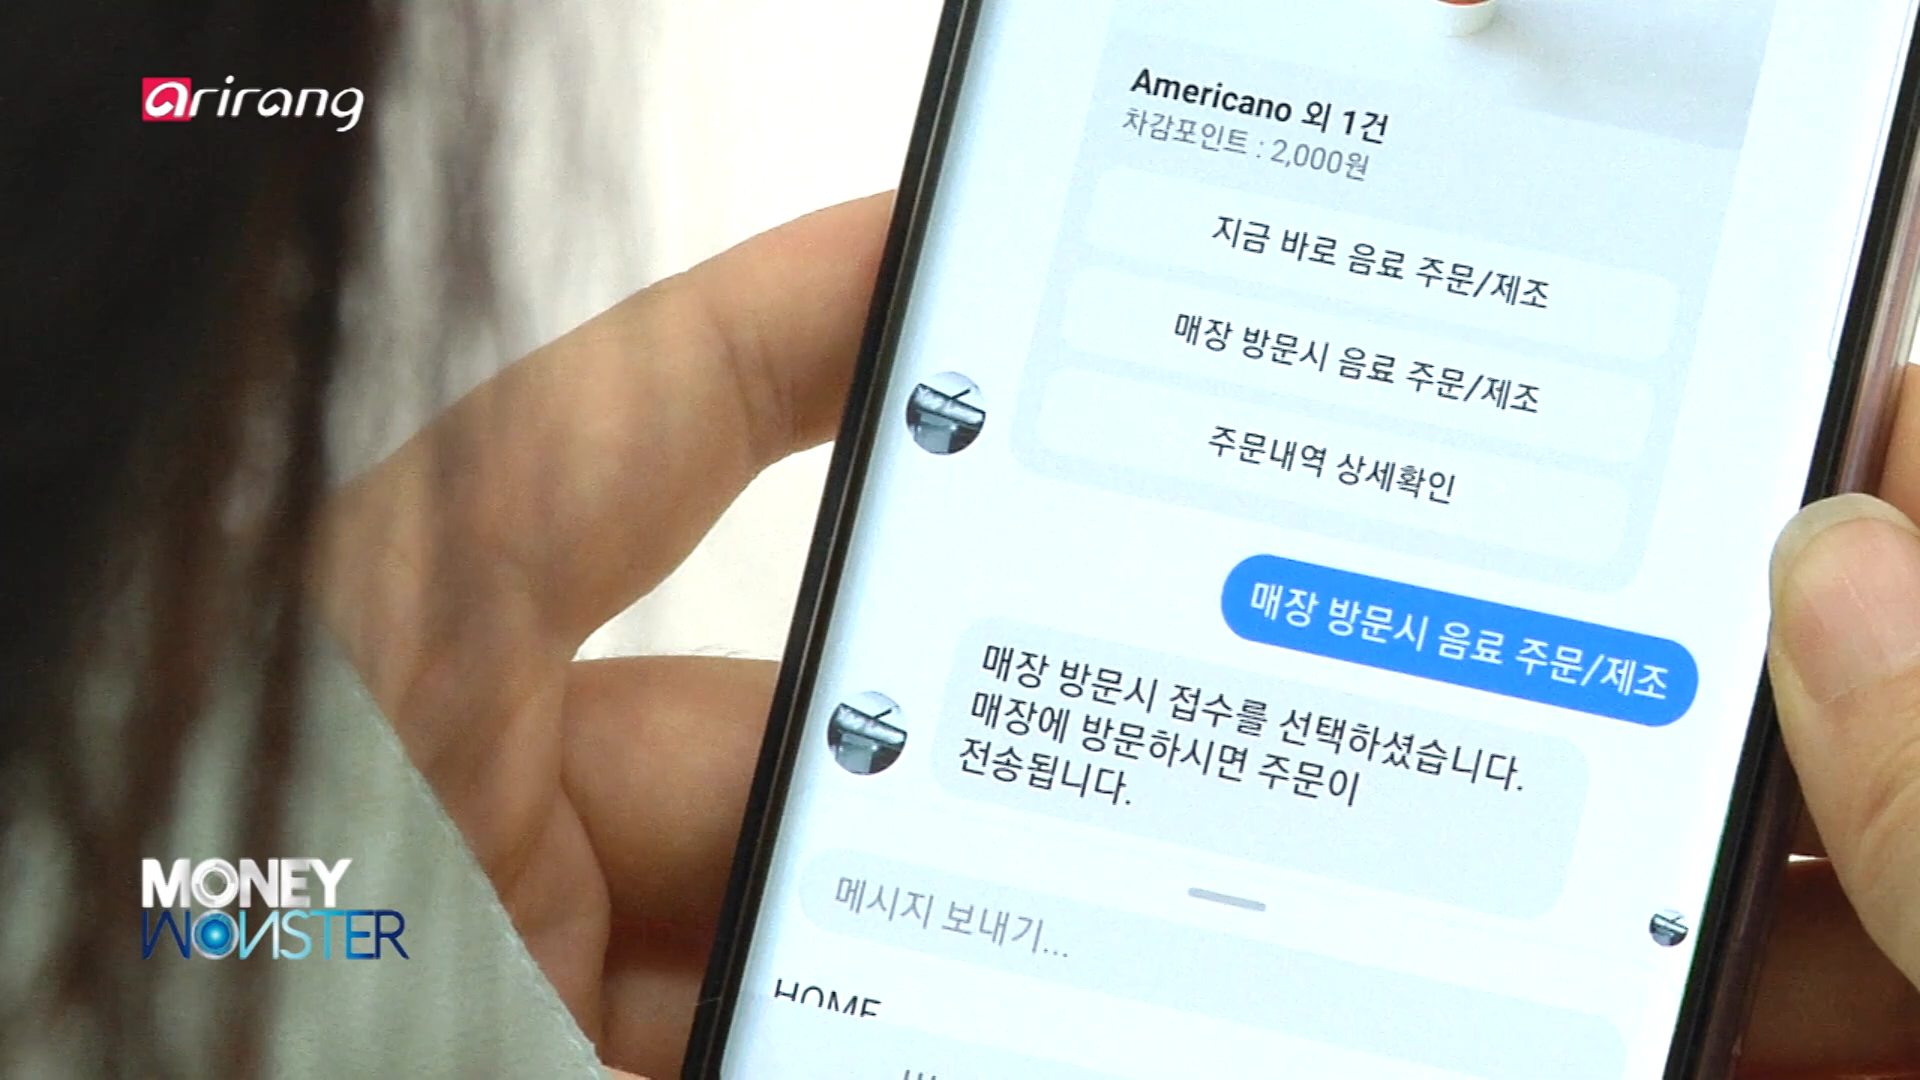 arirang
Americano 외 1건
차감포인트 : 2,000원
지금 바로 음료 주문/제조
매장 방문시 음료 주문/제조
주문내역 상세확인
매장 방문시 음료 주문/제조
매장 방문시 접수를 선택하셨습니다.
매장에 방문하시면 주문이
전송됩니다.
메시지 보내기...
HOME
MONEY
MONSTER